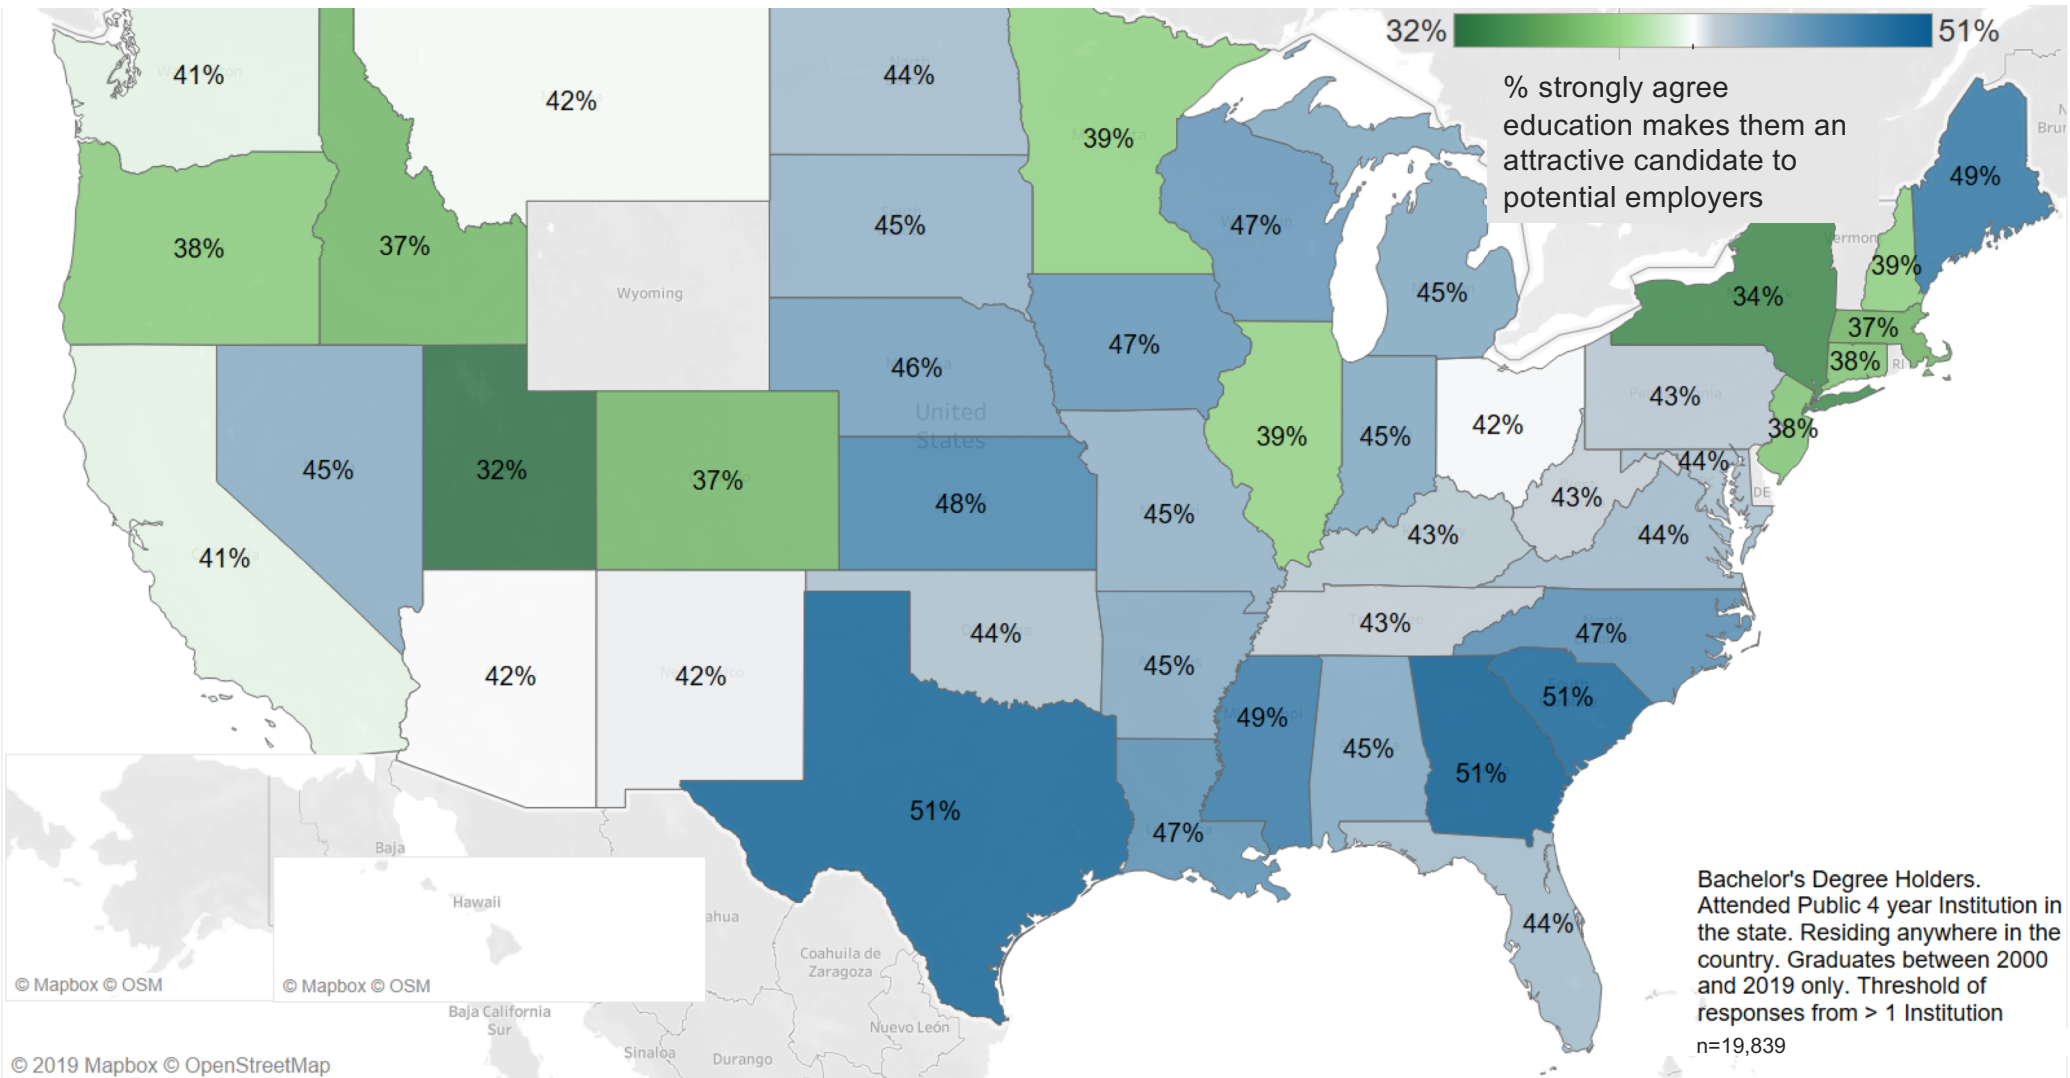 32%
51%
% strongly agree
education makes them an
attractive candidate to
potential employers
41%
42%
44%
39%
49%
38%
37%
45%
47%
Vermon
39%
Wyoming
45%
34%
37%
38%
RI
46%
47%
43%
United
States
45%
32%
37%
48%
45%
39%
45%
42%
38%
44%
DE
43%
41%
43%
44%
42%
42%
44%
45%
43%
47%
51%
49%
45%
51%
51%
47%
44%
Baja
Hawaii
ahua
Coahuila de
Zaragoza
© Mapbox © OSM
© Mapbox © OSM
Baja California
Sur
Nuevo León
Sinaloa
Durango
Bachelor's Degree Holders.
Attended Public 4 year Institution in
the state. Residing anywhere in the
country. Graduates between 2000
and 2019 only. Threshold of
responses from > 1 Institution
n=19,839
© 2019 Mapbox © OpenStreetMap